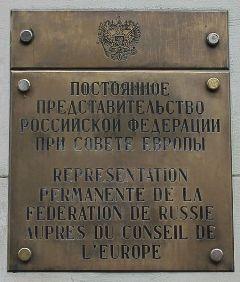 ПОСТОЯННОЕ
ПРЕДСТАВИТЕЛЬСТВО
РОССИЙСКОЙ ФЕДЕРАЦИИ
ПРИ СОВЕТЕ ЕВРОПЫ
REPRESENTATION
PERMANENTE DE LA
FEDERATION DE RUSSIE
AUPRES DU CONSEIL DE
L'EUROPE